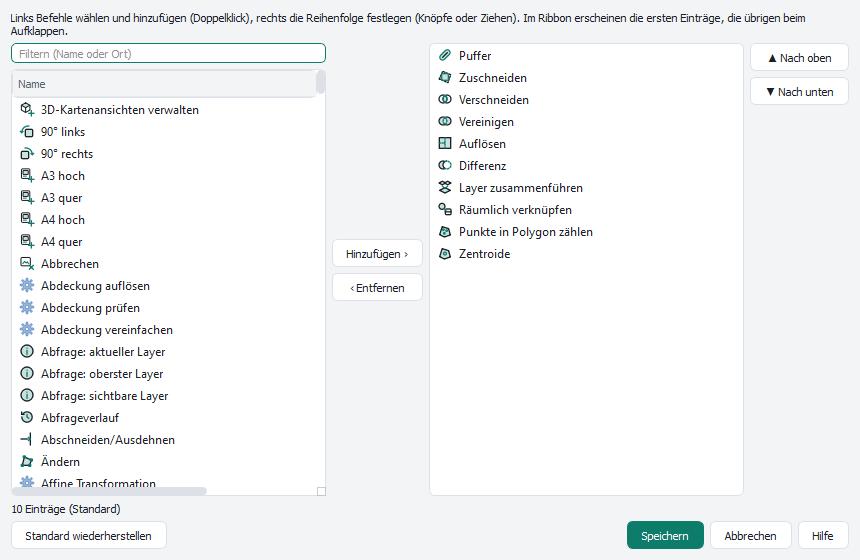 Links Befehle wählen und hinzufügen (Doppelklick), rechts die Reihenfolge festlegen (Knöpfe oder Ziehen). Im Ribbon erscheinen die ersten Einträge, die übrigen beim
Aufklappen.
Filtern (Name oder Ort)
Name
3D-Kartenansichten verwalten
90° links
90° rechts
A3 hoch
A3 quer
A4 hoch
A4 quer
Abbrechen
Abdeckung auflösen
Abdeckung prüfen
Abdeckung vereinfachen
Abfrage: aktueller Layer
Abfrage: oberster Layer
Abfrage: sichtbare Layer
Abfrageverlauf
Abschneiden/Ausdehnen
Ändern
Affine Transformation
Hinzufügen ›
‹ Entfernen
Puffer
Zuschneiden
Verschneiden
Vereinigen
Auflösen
Differenz
Layer zusammenführen
Räumlich verknüpfen
Punkte in Polygon zählen
Zentroide
▲ Nach oben
▼ Nach unten
10 Einträge (Standard)
Standard wiederherstellen
Speichern
Abbrechen
Hilfe